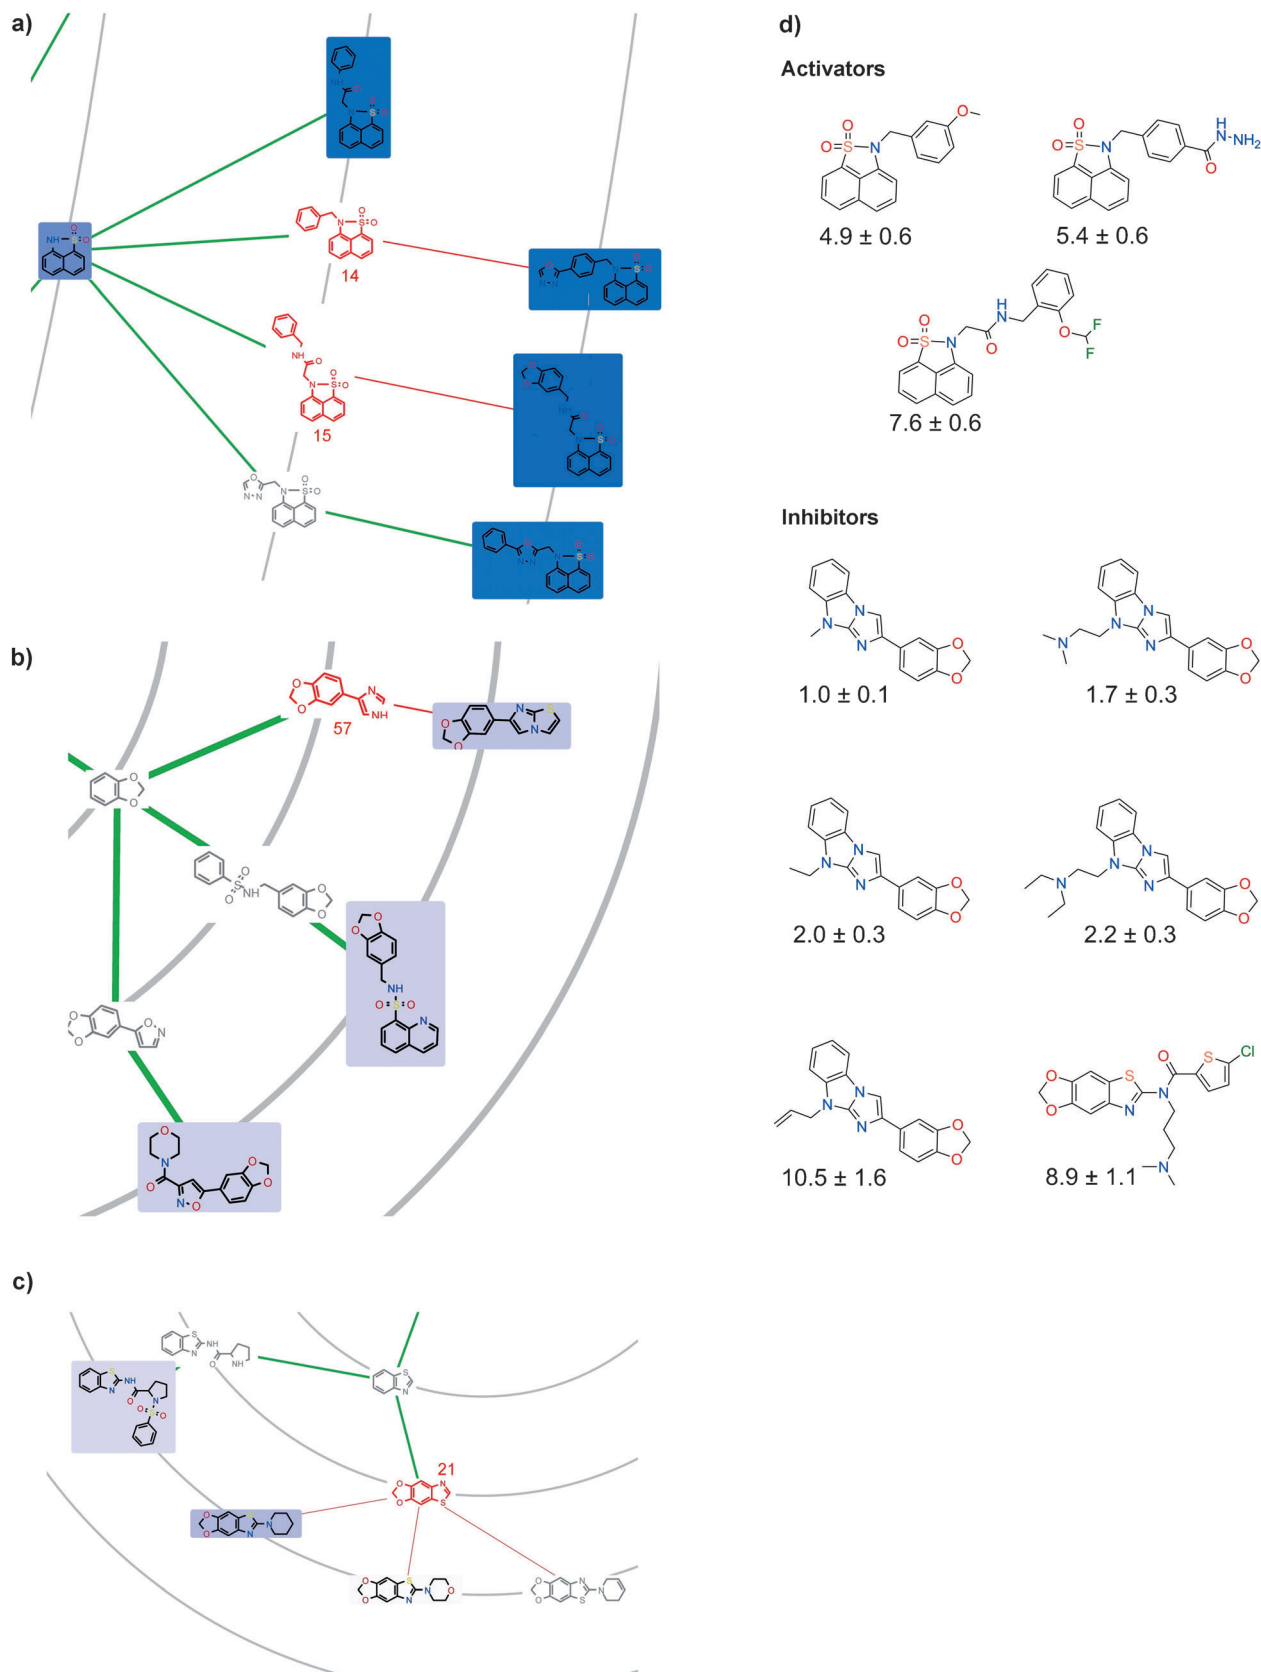 a)
14
15
b)
57
c)
21
d)
Activators
4.9 ± 0.6
5.4 ± 0.6
7.6 ± 0.6
Inhibitors
1.0 ± 0.1
1.7 ± 0.3
2.0 ± 0.3
2.2 ± 0.3
10.5 ± 1.6
8.9 ± 1.1